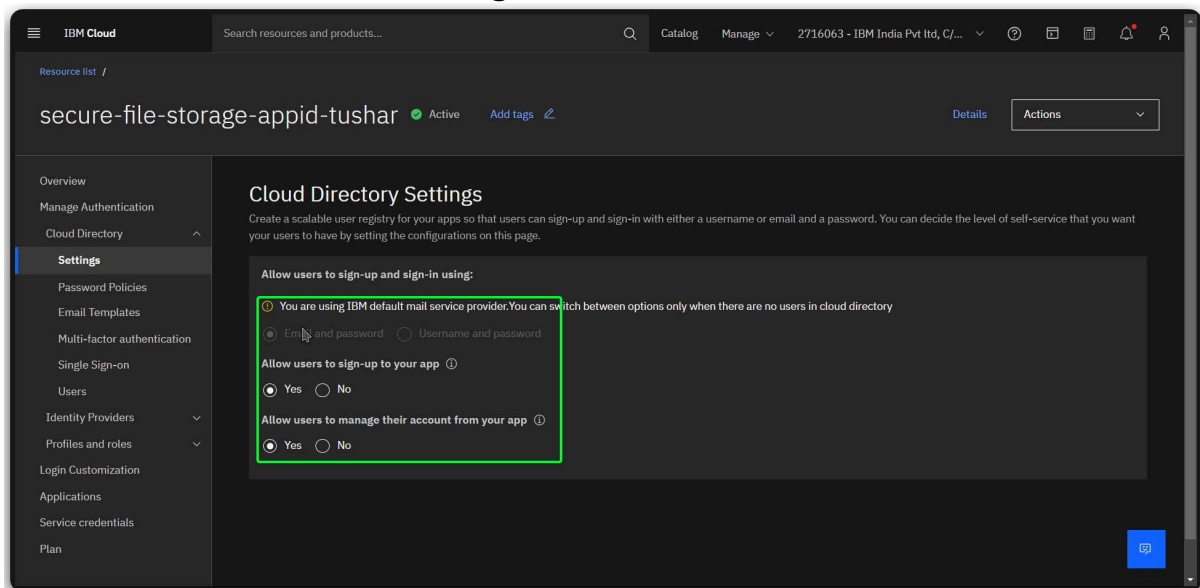 IBM Cloud
Search resources and products...
Catalog
Manage
2716063 - IBM India Pvt ltd, C/...
Resource list /
secure-file-storage-appid-tushar
Active
Add tags
Details
Actions
Overview
Manage Authentication
Cloud Directory
Settings
Password Policies
Email Templates
Multi-factor authentication
Single Sign-on
Users
Identity Providers
Profiles and roles
Login Customization
Applications
Service credentials
Plan
Cloud Directory Settings
Create a scalable user registry for your apps so that users can sign-up and sign-in with either a username or email and a password. You can decide the level of self-service that you want
your users to have by setting the configurations on this page.
Allow users to sign-up and sign-in using:
You are using IBM default mail service provider.You can switch between options only when there are no users in cloud directory
Email and password Username and password
Allow users to sign-up to your app
Yes No
Allow users to manage their account from your app
Yes No